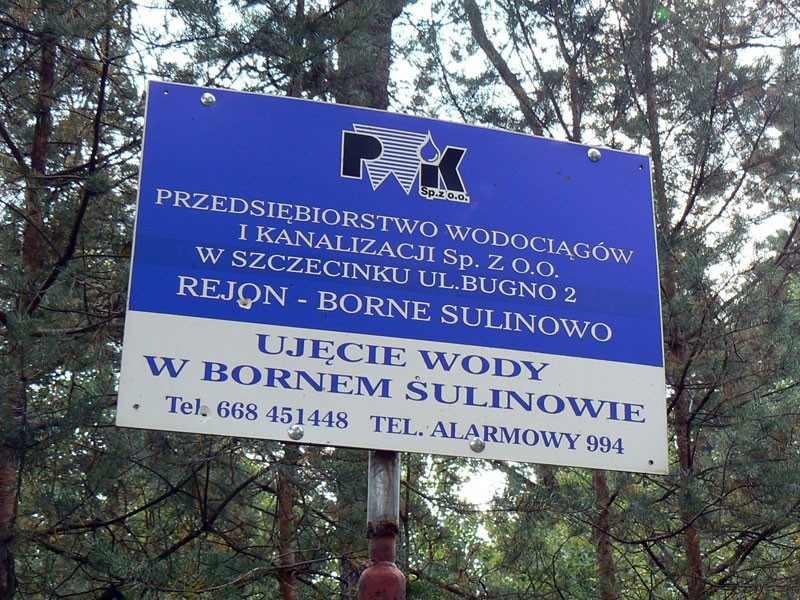 PWK
Sp.z o.o.
PRZEDSIĘBIORSTWO WODOCIĄGÓW
I KANALIZACJI Sp. Z O.O.
W SZCZECINKU UL.BUGNO 2
REJON - BORNE SULINOWO
UJĘCIE WODY
W BORNEM SULINOWIE
Tel. 668 451448 TEL. ALARMOWY 994